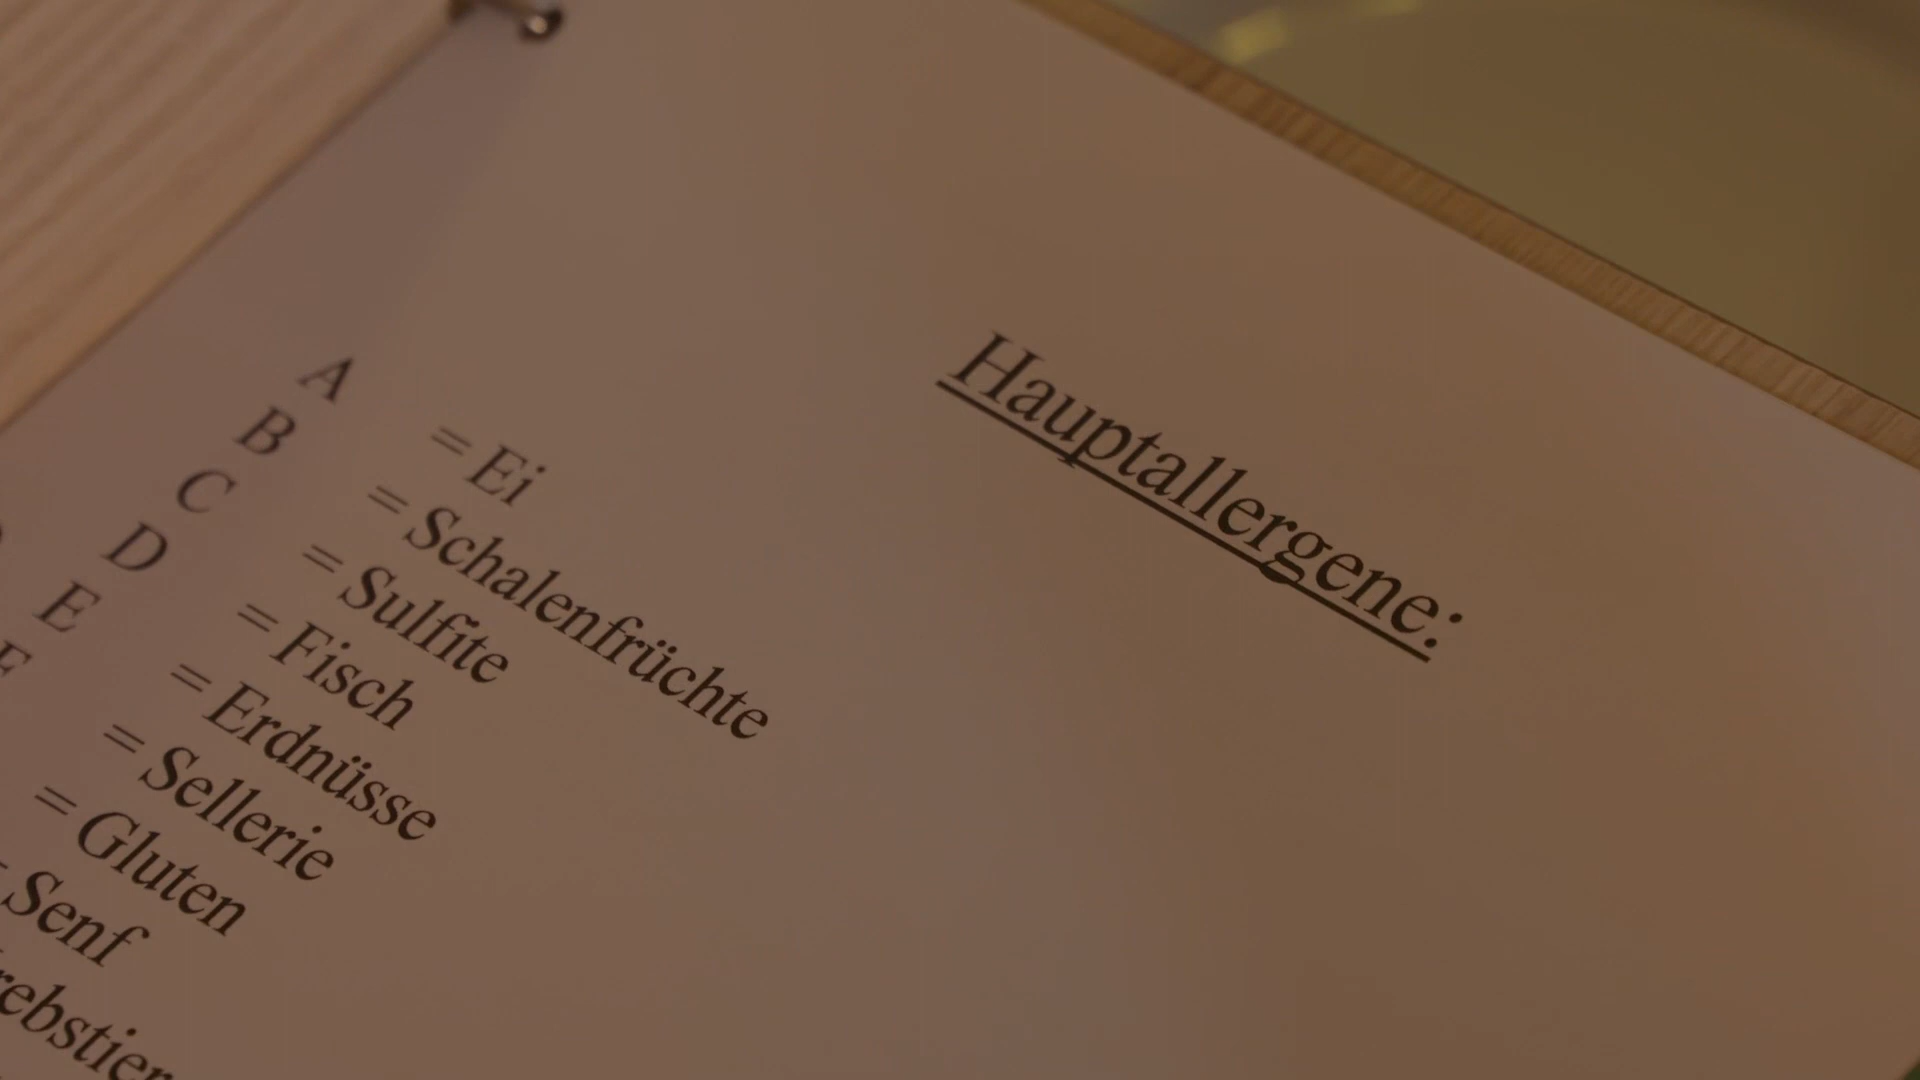 Hauptallergene:
A = Ei
B = Schalenfrüchte
C = Sulfite
D = Fisch
E = Erdnüsse
F = Sellerie
= Gluten
= Senf